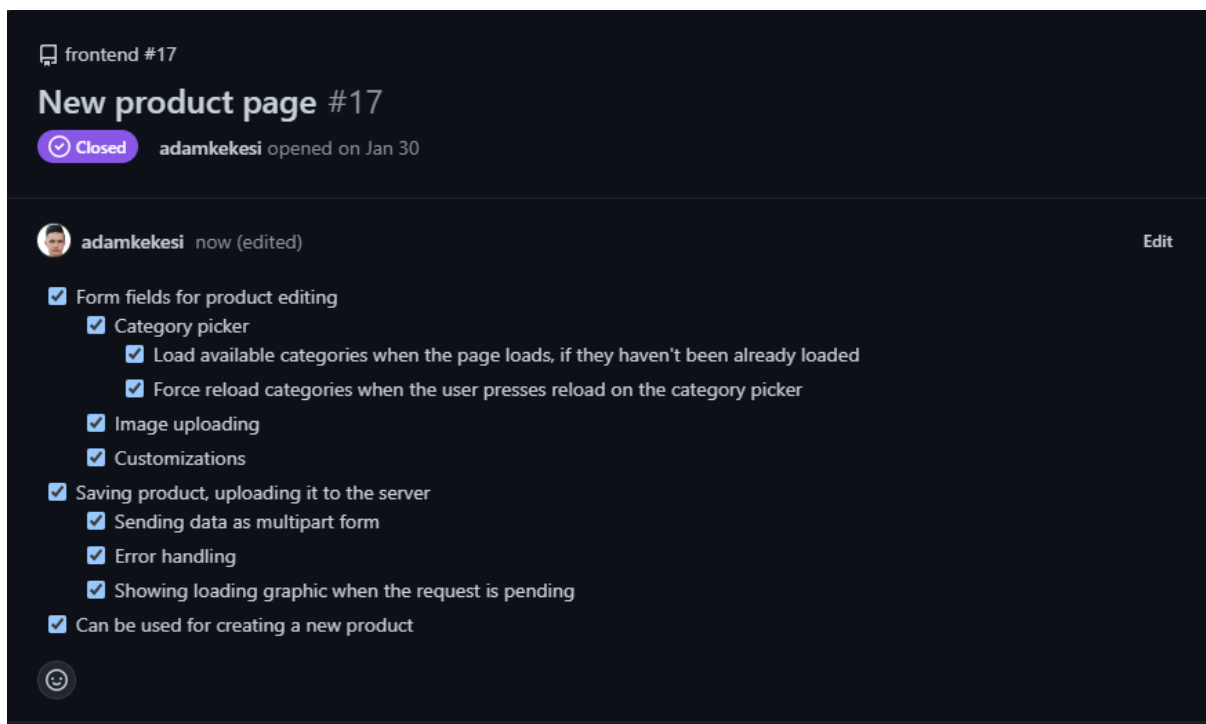 frontend #17
New product page #17
Closed adamkekesi opened on Jan 30
adamkekesi now (edited) Edit
Form fields for product editing
Category picker
Load available categories when the page loads, if they haven't been already loaded
Force reload categories when the user presses reload on the category picker
Image uploading
Customizations
Saving product, uploading it to the server
Sending data as multipart form
Error handling
Showing loading graphic when the request is pending
Can be used for creating a new product